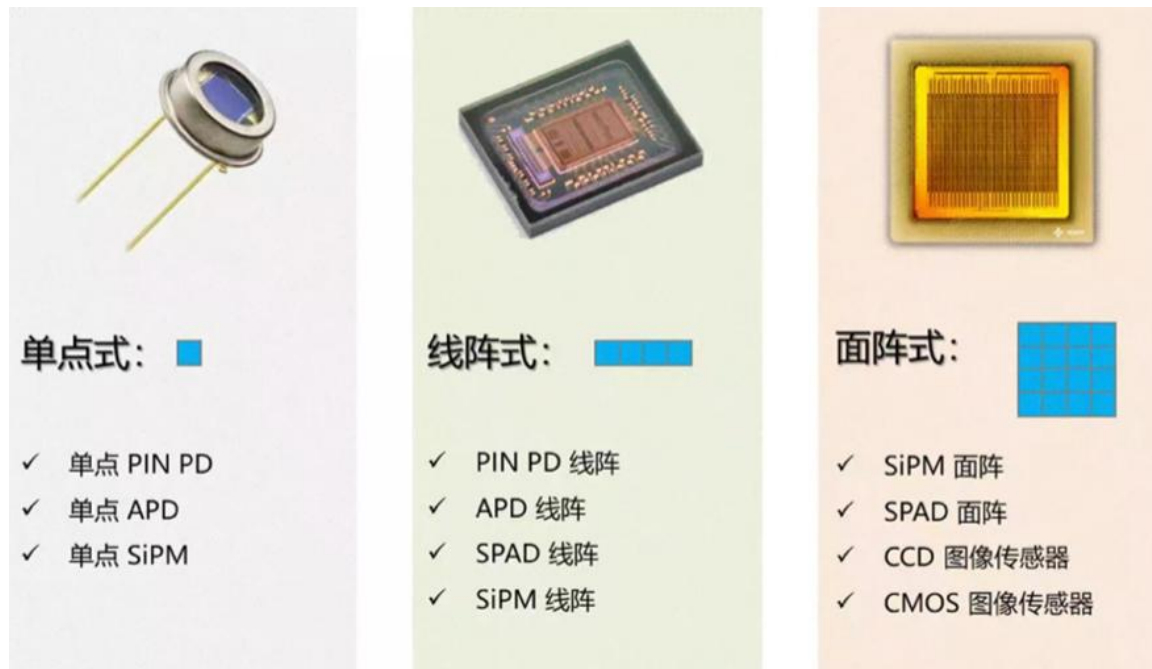 单点式：
✓ 单点 PIN PD
✓ 单点 APD
✓ 单点 SiPM
线阵式：
✓ PIN PD 线阵
✓ APD 线阵
✓ SPAD 线阵
✓ SiPM 线阵
面阵式：
✓ SiPM 面阵
✓ SPAD 面阵
✓ CCD 图像传感器
✓ CMOS 图像传感器